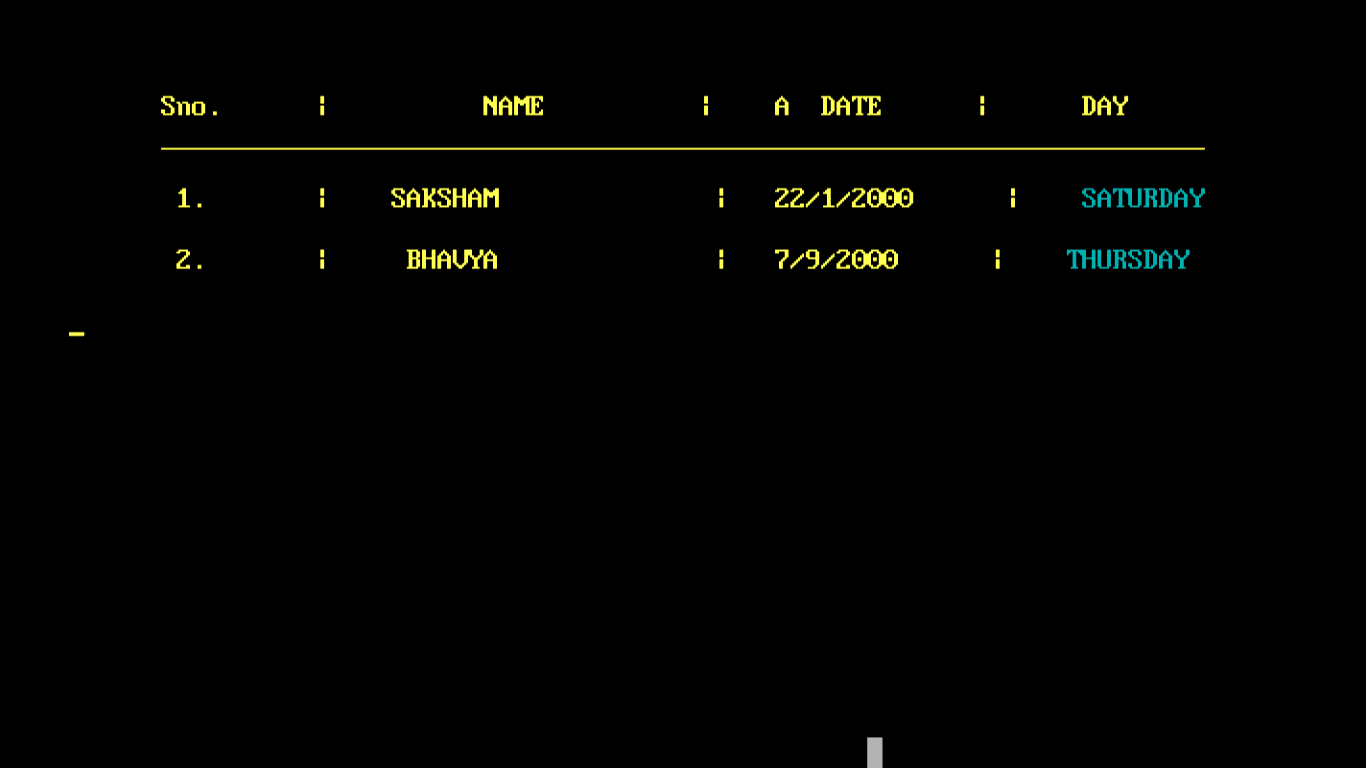 Sno. ¦ NAME ¦ A DATE ¦ DAY
1. ¦ SAKSHAM ¦ 22/1/2000 ¦ SATURDAY
2. ¦ BHAVYA ¦ 7/9/2000 ¦ THURSDAY